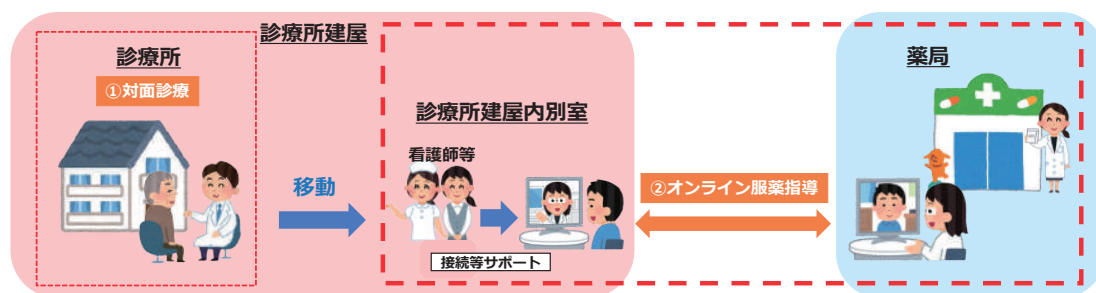 診療所建屋
診療所
①対面診療
移動
診療所建屋内別室
看護師等
接続等サポート
②オンライン服薬指導
薬局